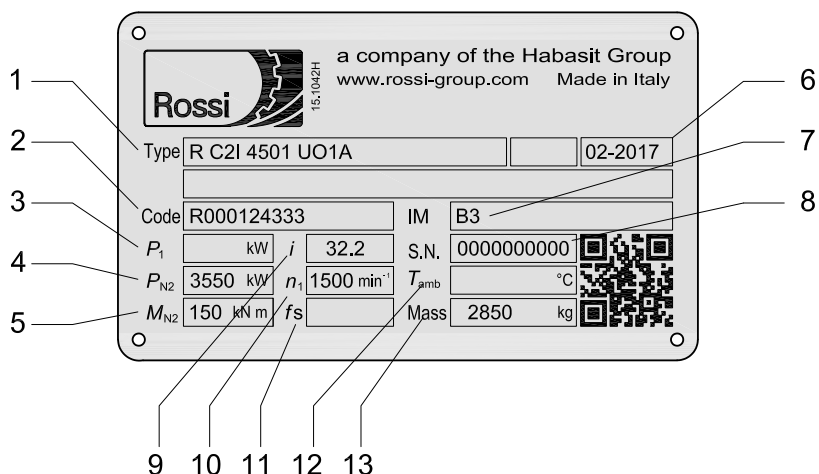 a company of the Habasit Group
www.rossi-group.com Made in Italy
Rossi
15.1042H
1
6
Type R C2I 4501 UO1A 02-2017
2
7
Code R000124333 IM B3
3
8
P1 kW i 32.2 S.N. 0000000000
4
PN2 3550 kW n1 1500 min-1 Tamb °C
5
MN2 150 kN m fs Mass 2850 kg
9 10 11 12 13